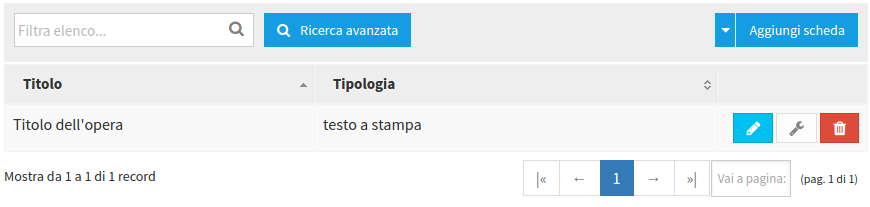 Filtra elenco... Ricerca avanzata Aggiungi scheda
Titolo Tipologia
Titolo dell'opera testo a stampa
Mostra da 1 a 1 di 1 record |« ← 1 → »| Vai a pagina: (pag. 1 di 1)